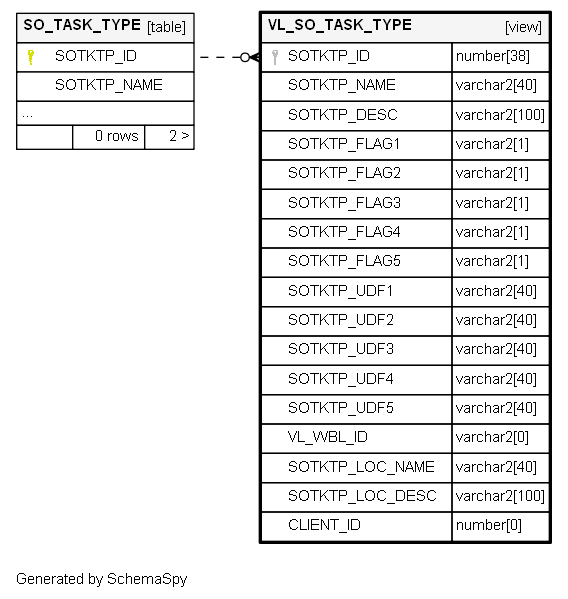 SO_TASK_TYPE [table]
SOTKTP_ID
SOTKTP_NAME
...
0 rows 2 >
VL_SO_TASK_TYPE [view]
SOTKTP_ID number[38]
SOTKTP_NAME varchar2[40]
SOTKTP_DESC varchar2[100]
SOTKTP_FLAG1 varchar2[1]
SOTKTP_FLAG2 varchar2[1]
SOTKTP_FLAG3 varchar2[1]
SOTKTP_FLAG4 varchar2[1]
SOTKTP_FLAG5 varchar2[1]
SOTKTP_UDF1 varchar2[40]
SOTKTP_UDF2 varchar2[40]
SOTKTP_UDF3 varchar2[40]
SOTKTP_UDF4 varchar2[40]
SOTKTP_UDF5 varchar2[40]
VL_WBL_ID varchar2[0]
SOTKTP_LOC_NAME varchar2[40]
SOTKTP_LOC_DESC varchar2[100]
CLIENT_ID number[0]
Generated by SchemaSpy